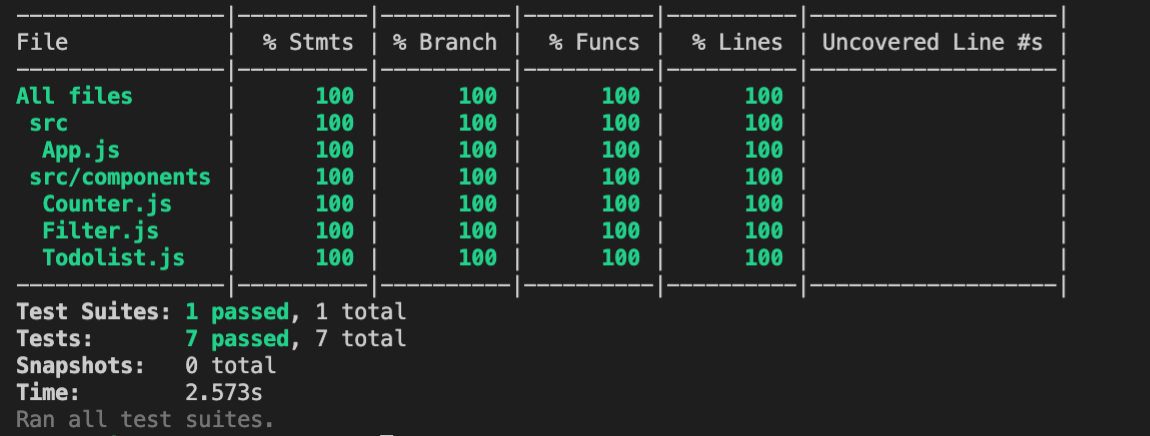 ----------------|----------|----------|----------|----------|-------------------|
File            |  % Stmts | % Branch |  % Funcs |  % Lines | Uncovered Line #s |
----------------|----------|----------|----------|----------|-------------------|
All files       |      100 |      100 |      100 |      100 |                   |
 src            |      100 |      100 |      100 |      100 |                   |
  App.js        |      100 |      100 |      100 |      100 |                   |
 src/components |      100 |      100 |      100 |      100 |                   |
  Counter.js    |      100 |      100 |      100 |      100 |                   |
  Filter.js     |      100 |      100 |      100 |      100 |                   |
  Todolist.js   |      100 |      100 |      100 |      100 |                   |
----------------|----------|----------|----------|----------|-------------------|
Test Suites: 1 passed, 1 total
Tests:       7 passed, 7 total
Snapshots:   0 total
Time:        2.573s
Ran all test suites.